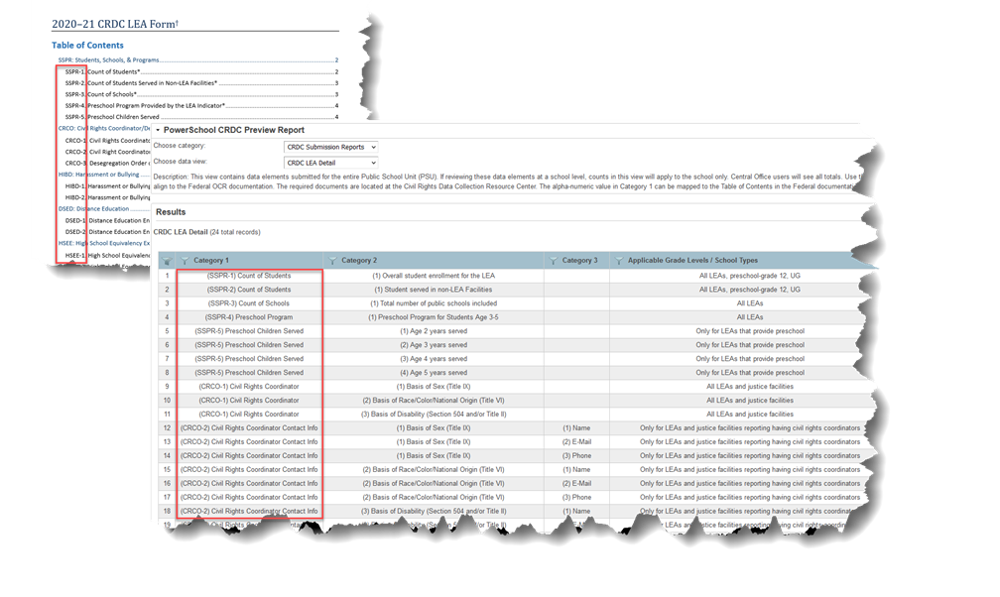 2020–21 CRDC LEA Form†
Table of Contents
SSPR: Students, Schools, & Programs 2
SSPR-1. Count of Students* 2
SSPR-2. Count of Students Served in Non-LEA Facilities* 3
SSPR-3. Count of Schools* 3
SSPR-4. Preschool Program Provided by the LEA Indicator* 4
SSPR-5. Preschool Children Served 4
CRCO: Civil Rights Coordinator/De
CRCO-1. Civil Rights Coordinato
CRCO-2. Civil Rights Coordinato
CRCO-3. Desegregation Order
HIBD: Harassment or Bullying
HIBD-1. Harassment or Bullying
HIBD-2. Harassment or Bullying
DSED: Distance Education
DSED-1. Distance Education En
DSED-2. Distance Education En
HSEE: High School Equivalency Ex
HSEE-1. High School Equivalenc
PowerSchool CRDC Preview Report
Choose category: CRDC Submission Reports
Choose data view: CRDC LEA Detail
Description: This view contains data elements submitted for the entire Public School Unit (PSU). If reviewing these data elements at a school level, counts in this view will apply to the school only. Central Office users will see all totals. Use t
align to the Federal OCR documentation. The required documents are located at the Civil Rights Data Collection Resource Center. The alpha-numeric value in Category 1 can be mapped to the Table of Contents in the Federal documentati
Results
CRDC LEA Detail (24 total records)
Category 1 Category 2 Category 3 Applicable Grade Levels / School Types
1 (SSPR-1) Count of Students (1) Overall student enrollment for the LEA All LEAs, preschool-grade 12, UG
2 (SSPR-2) Count of Students (1) Student served in non-LEA Facilities All LEAs, preschool-grade 12, UG
3 (SSPR-3) Count of Schools (1) Total number of public schools included All LEAs
4 (SSPR-4) Preschool Program (1) Preschool Program for Students Age 3-5 All LEAs
5 (SSPR-5) Preschool Children Served (1) Age 2 years served Only for LEAs that provide preschool
6 (SSPR-5) Preschool Children Served (2) Age 3 years served Only for LEAs that provide preschool
7 (SSPR-5) Preschool Children Served (3) Age 4 years served Only for LEAs that provide preschool
8 (SSPR-5) Preschool Children Served (4) Age 5 years served Only for LEAs that provide preschool
9 (CRCO-1) Civil Rights Coordinator (1) Basis of Sex (Title IX) All LEAs and justice facilities
10 (CRCO-1) Civil Rights Coordinator (2) Basis of Race/Color/National Origin (Title VI) All LEAs and justice facilities
11 (CRCO-1) Civil Rights Coordinator (3) Basis of Disability (Section 504 and/or Title II) All LEAs and justice facilities
12 (CRCO-2) Civil Rights Coordinator Contact Info (1) Basis of Sex (Title IX) (1) Name Only for LEAs and justice facilities reporting having civil rights coordinators
13 (CRCO-2) Civil Rights Coordinator Contact Info (1) Basis of Sex (Title IX) (2) E-Mail Only for LEAs and justice facilities reporting having civil rights coordinators
14 (CRCO-2) Civil Rights Coordinator Contact Info (1) Basis of Sex (Title IX) (3) Phone Only for LEAs and justice facilities reporting having civil rights coordinators
15 (CRCO-2) Civil Rights Coordinator Contact Info (2) Basis of Race/Color/National Origin (Title VI) (1) Name Only for LEAs and justice facilities reporting having civil rights coordinators
16 (CRCO-2) Civil Rights Coordinator Contact Info (2) Basis of Race/Color/National Origin (Title VI) (2) E-Mail Only for LEAs and justice facilities reporting having civil rights coordinators
17 (CRCO-2) Civil Rights Coordinator Contact Info (2) Basis of Race/Color/National Origin (Title VI) (3) Phone Only for LEAs and justice facilities reporting having civil rights coordinators
18 (CRCO-2) Civil Rights Coordinator Contact Info (3) Basis of Disability (Section 504 and/or Title II) (1) Name Only for LEAs and justice facilities reporting having civil rights coordinat
19 Civil Rights and/or Title II) Only for LEAs justice facilities reporting having civil rights